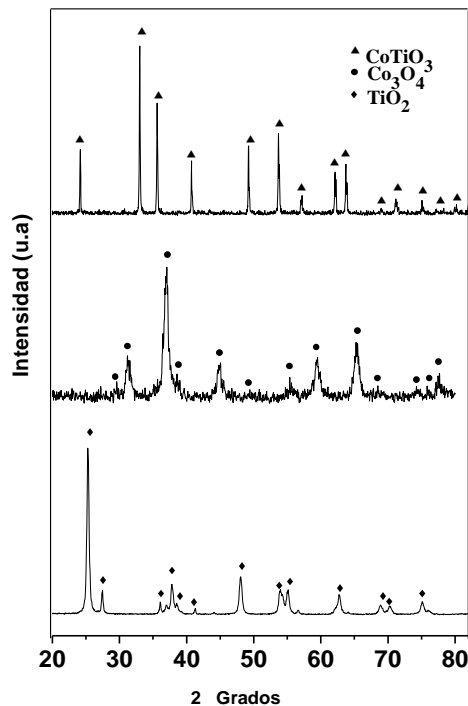 ▲ CoTiO3
● Co3O4
♦ TiO2
Intensidad (u.a)
20 30 40 50 60 70 80
2 Grados